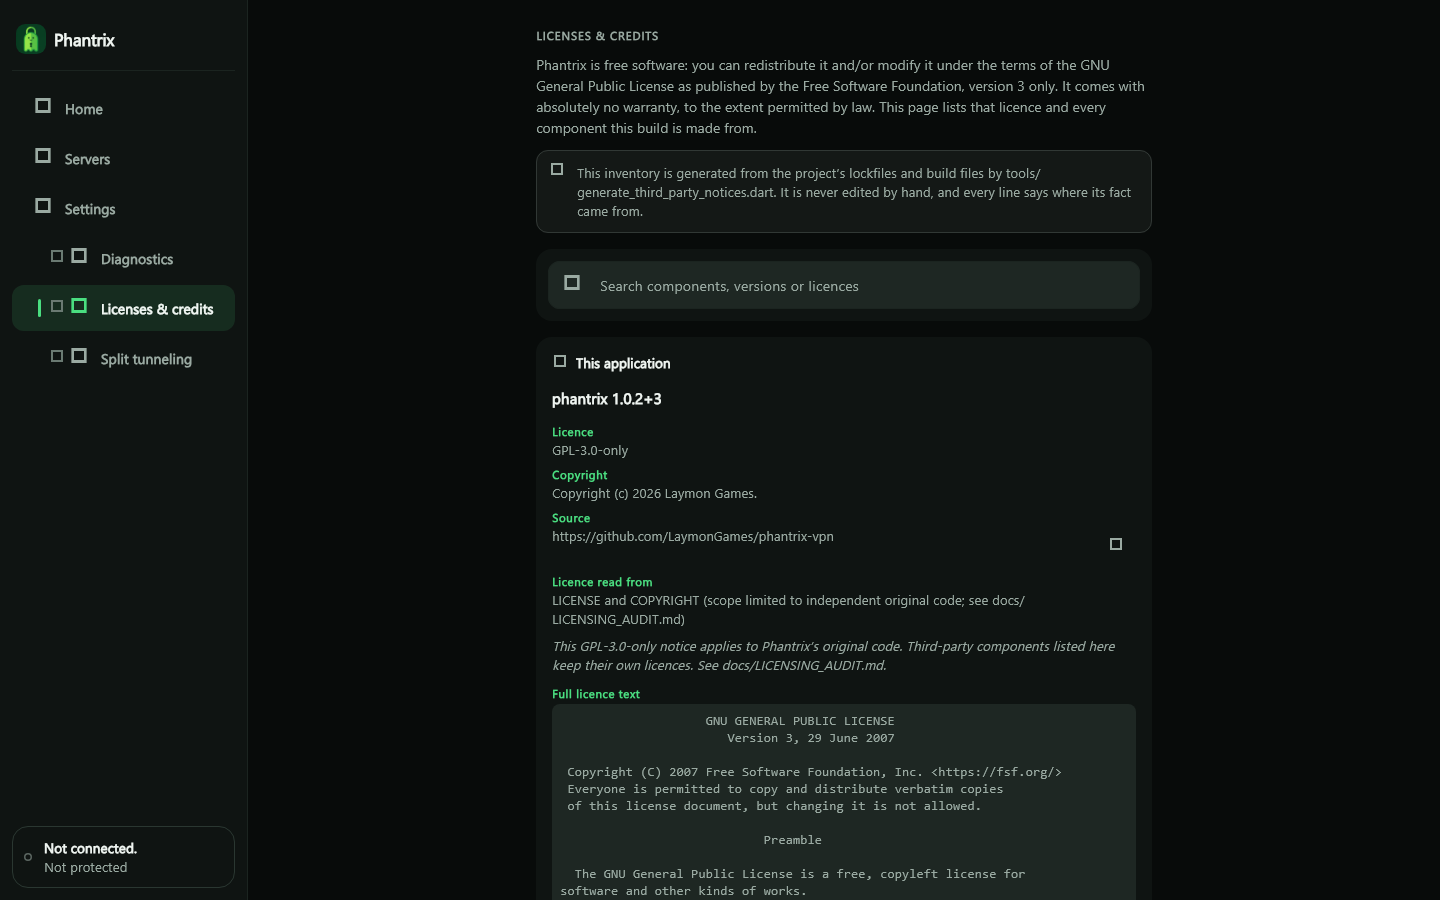 Phantrix
Home
Servers
Settings
Diagnostics
Licenses & credits
Split tunneling
Not connected.
Not protected
LICENSES & CREDITS
Phantrix is free software: you can redistribute it and/or modify it under the terms of the GNU
General Public License as published by the Free Software Foundation, version 3 only. It comes with
absolutely no warranty, to the extent permitted by law. This page lists that licence and every
component this build is made from.
This inventory is generated from the project's lockfiles and build files by tools/
generate_third_party_notices.dart. It is never edited by hand, and every line says where its fact
came from.
Search components, versions or licences
This application
phantrix 1.0.2+3
Licence
GPL-3.0-only
Copyright
Copyright (c) 2026 Laymon Games.
Source
https://github.com/LaymonGames/phantrix-vpn
Licence read from
LICENSE and COPYRIGHT (scope limited to independent original code; see docs/
LICENSING_AUDIT.md)
This GPL-3.0-only notice applies to Phantrix's original code. Third-party components listed here
keep their own licences. See docs/LICENSING_AUDIT.md.
Full licence text
GNU GENERAL PUBLIC LICENSE
Version 3, 29 June 2007
Copyright (C) 2007 Free Software Foundation, Inc. <https://fsf.org/>
Everyone is permitted to copy and distribute verbatim copies
of this license document, but changing it is not allowed.
Preamble
The GNU General Public License is a free, copyleft license for
software and other kinds of works.